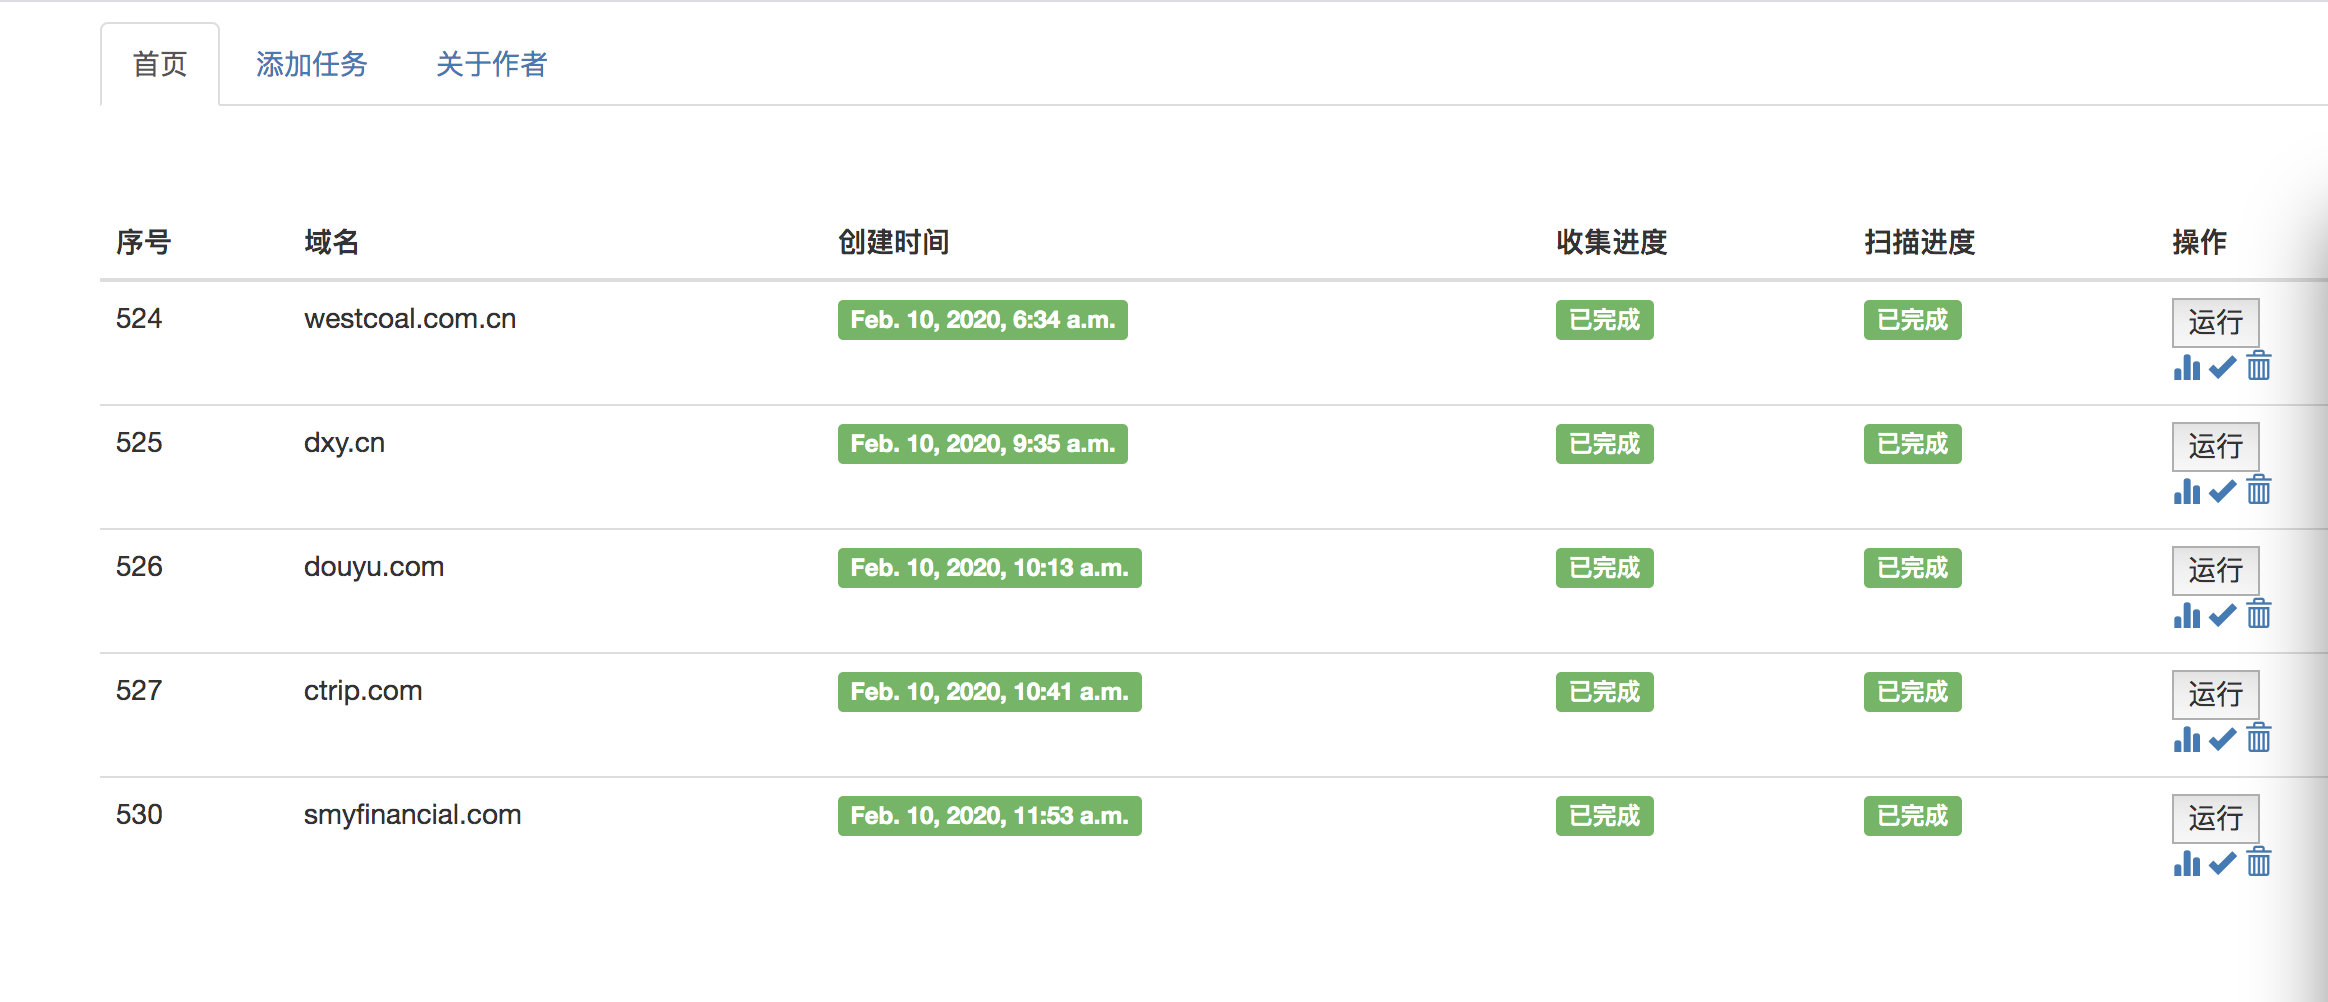 首页 添加任务 关于作者
序号 域名 创建时间 收集进度 扫描进度 操作
524 westcoal.com.cn Feb. 10, 2020, 6:34 a.m. 已完成 已完成 运行
525 dxy.cn Feb. 10, 2020, 9:35 a.m. 已完成 已完成 运行
526 douyu.com Feb. 10, 2020, 10:13 a.m. 已完成 已完成 运行
527 ctrip.com Feb. 10, 2020, 10:41 a.m. 已完成 已完成 运行
530 smyfinancial.com Feb. 10, 2020, 11:53 a.m. 已完成 已完成 运行